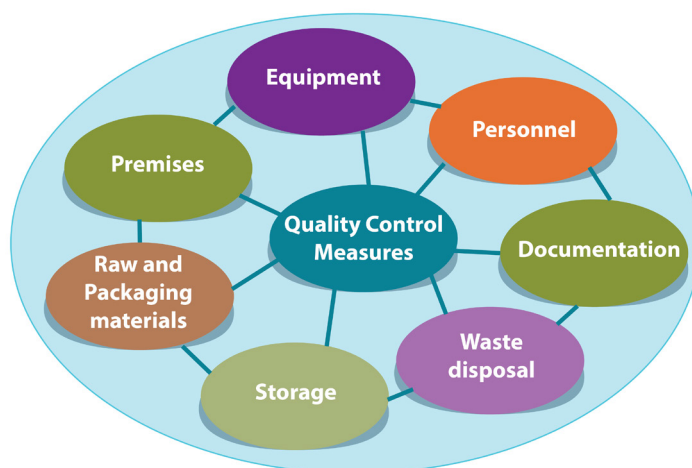 Equipment
Personnel
Premises
Quality Control
Measures
Documentation
Raw and
Packaging
materials
Waste
disposal
Storage